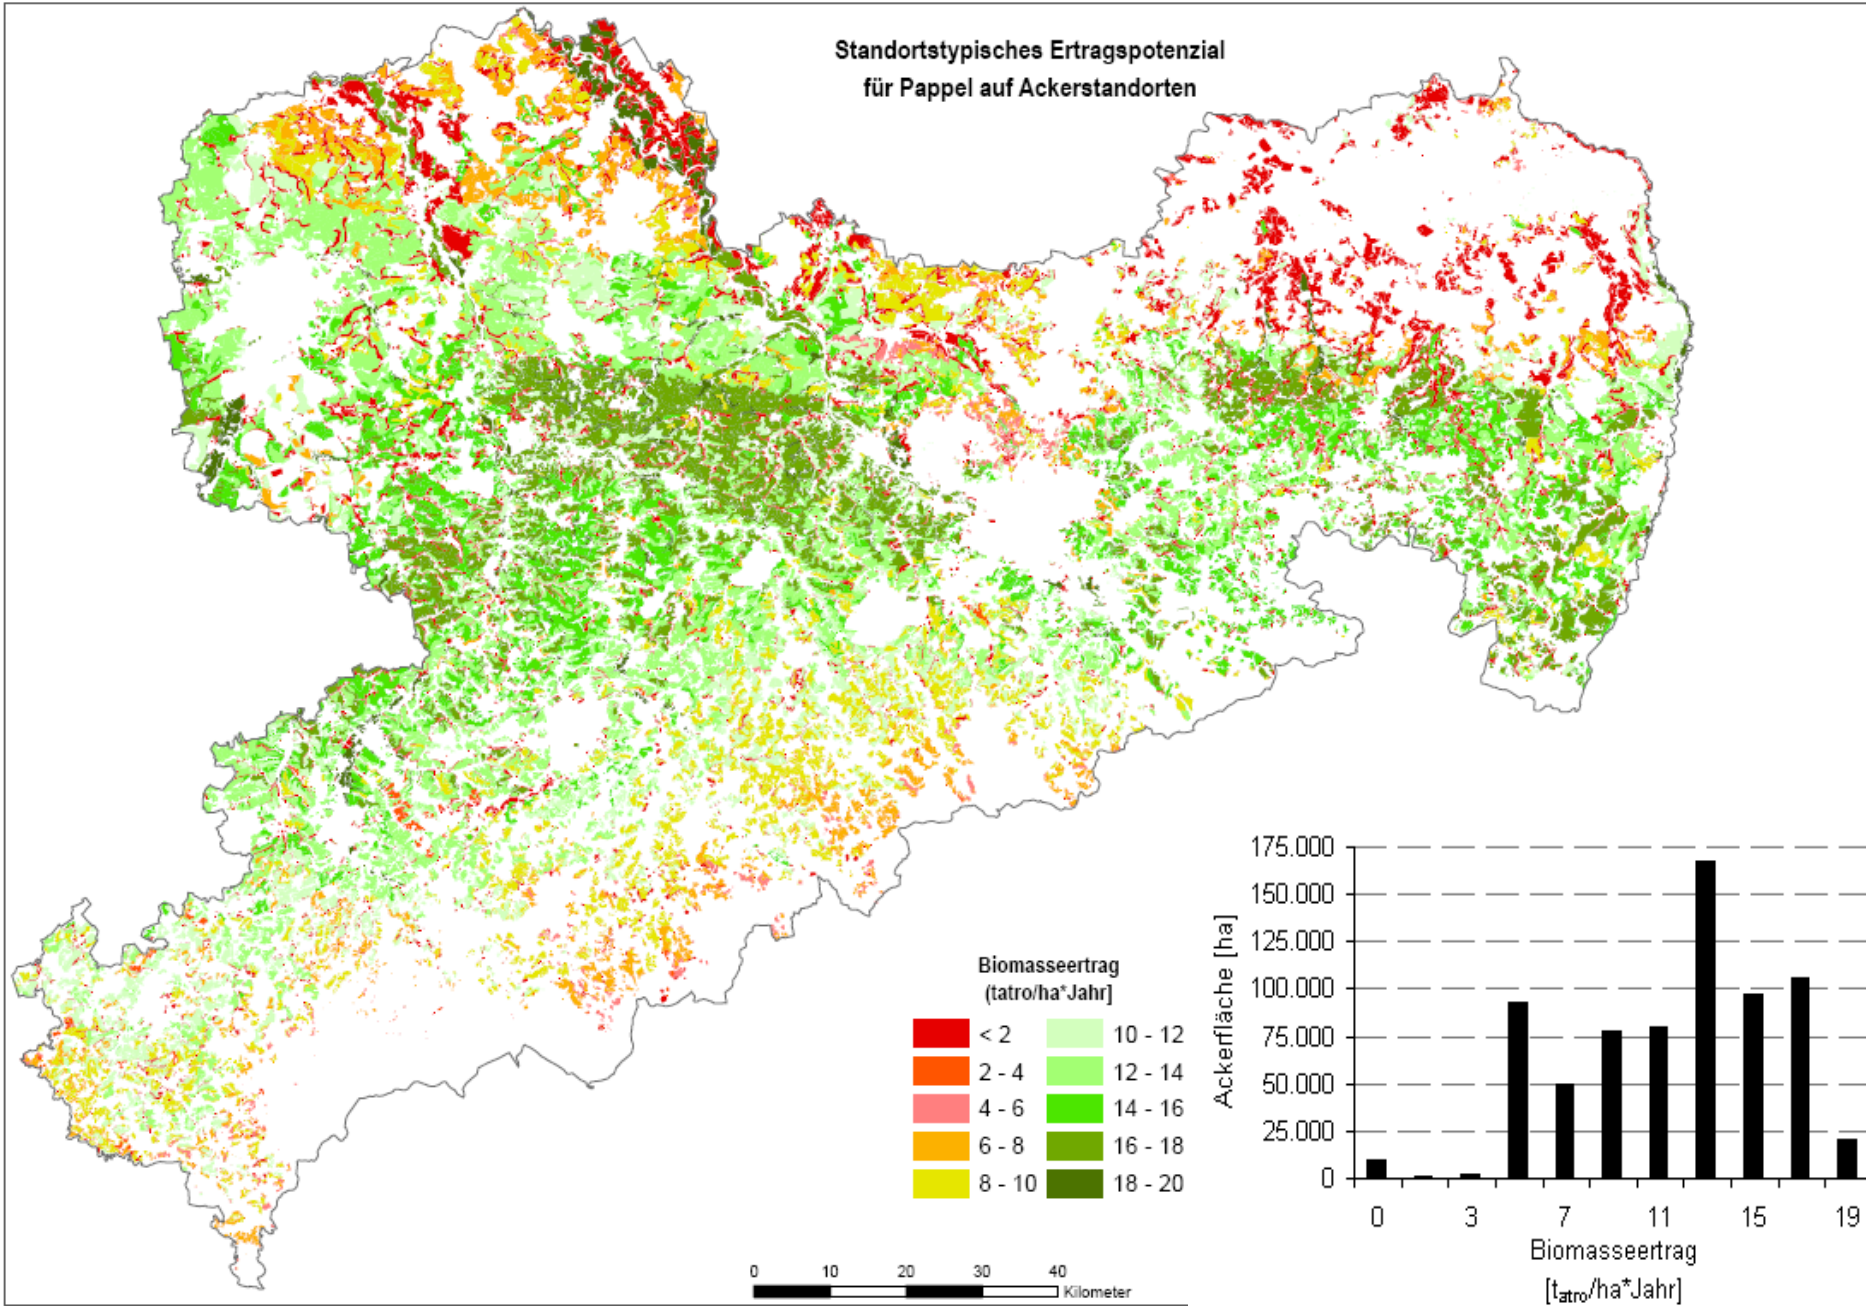 Standortstypisches Ertragspotenzial
für Pappel auf Ackerstandorten
Biomasseertrag
(tatro/ha*Jahr]
< 2
2 - 4
4 - 6
6 - 8
8 - 10
10 - 12
12 - 14
14 - 16
16 - 18
18 - 20
0 10 20 30 40
Kilometer
Ackerfläche [ha]
175.000
150.000
125.000
100.000
75.000
50.000
25.000
0
0 3 7 11 15 19
Biomasseertrag
[tatro/ha*Jahr]